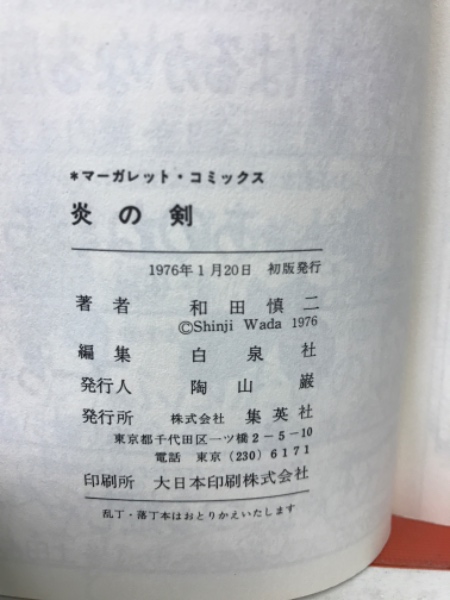 *マーガレット・コミックス
炎の剣
1976年1月20日 初版発行
著者 和田慎二
©Shinji Wada 1976
編集 白泉社
発行人 陶山巖
発行所 株式会社 集英社
東京都千代田区一ツ橋2-5-10
電話 東京(230)6171
印刷所 大日本印刷株式会社
乱丁・落丁本はおとりかえいたします